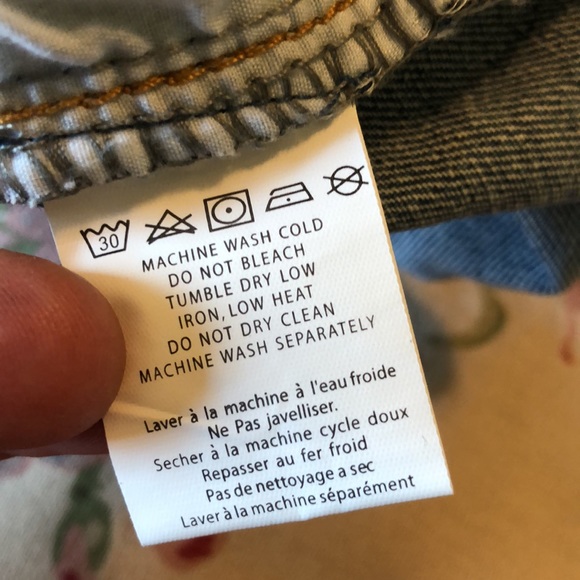 30
MACHINE WASH COLD
DO NOT BLEACH
TUMBLE DRY LOW
IRON, LOW HEAT
DO NOT DRY CLEAN
MACHINE WASH SEPARATELY
Laver à la machine à l'eau froide
Ne Pas javelliser.
Secher à la machine cycle doux
Repasser au fer froid
Pas de nettoyage a sec
Laver à la machine séparément